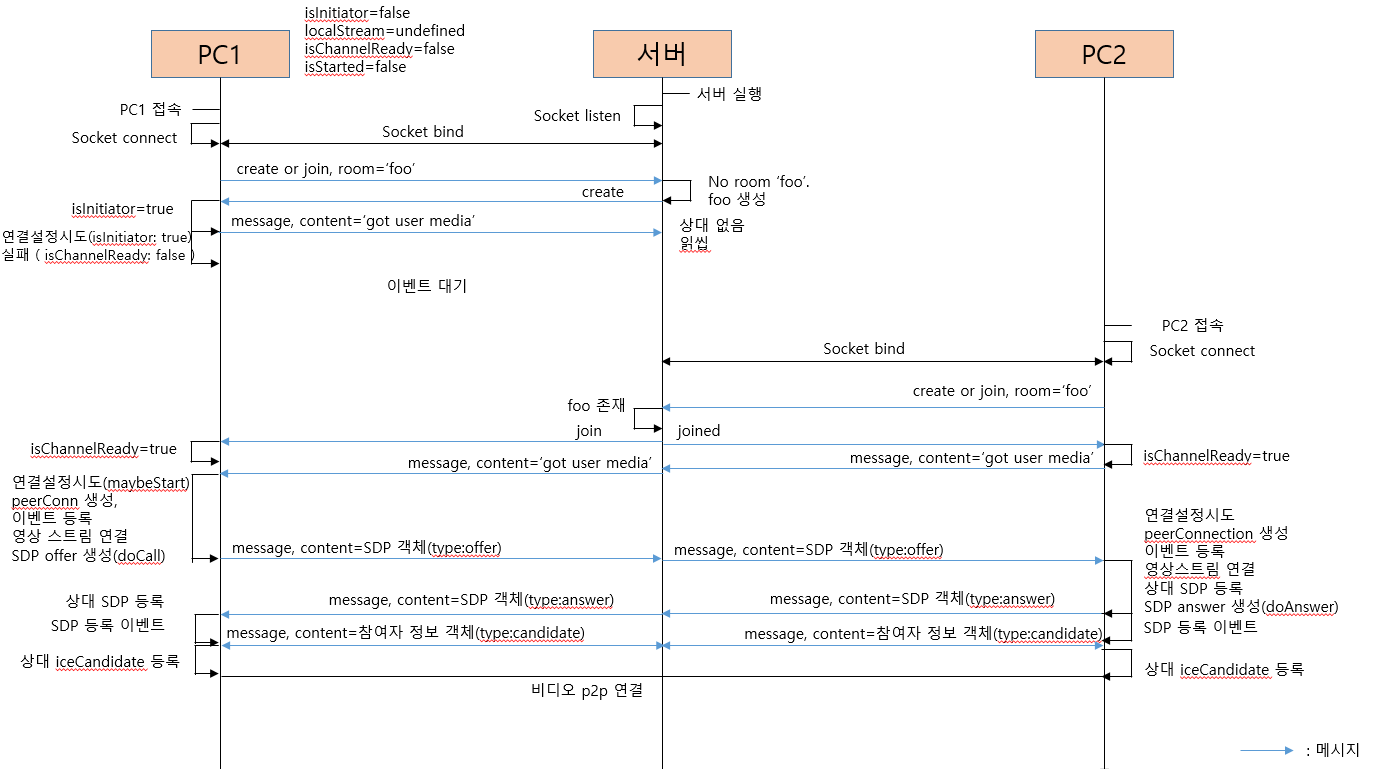 isInitiator=false
localStream=undefined
isChannelReady=false
isStarted=false
PC1
서버
PC2
서버 실행
PC1 접속
Socket listen
Socket connect
Socket bind
create or join, room=‘foo’
No room ‘foo’.
foo 생성
create
isInitiator=true
message, content=‘got user media’
상대 없음
읽씹
연결설정시도(isInitiator: true)
실패 ( isChannelReady: false )
이벤트 대기
PC2 접속
Socket bind
Socket connect
create or join, room=‘foo’
foo 존재
join
joined
isChannelReady=true
message, content=‘got user media’
message, content=‘got user media’
isChannelReady=true
연결설정시도(maybeStart)
peerConn 생성,
이벤트 등록
영상 스트림 연결
SDP offer 생성(doCall)
message, content=SDP 객체(type:offer)
message, content=SDP 객체(type:offer)
연결설정시도
peerConnection 생성
이벤트 등록
영상스트림 연결
상대 SDP 등록
SDP answer 생성(doAnswer)
SDP 등록 이벤트
message, content=SDP 객체(type:answer)
message, content=SDP 객체(type:answer)
상대 SDP 등록
SDP 등록 이벤트
message, content=참여자 정보 객체(type:candidate)
message, content=참여자 정보 객체(type:candidate)
상대 iceCandidate 등록
상대 iceCandidate 등록
비디오 p2p 연결
: 메시지